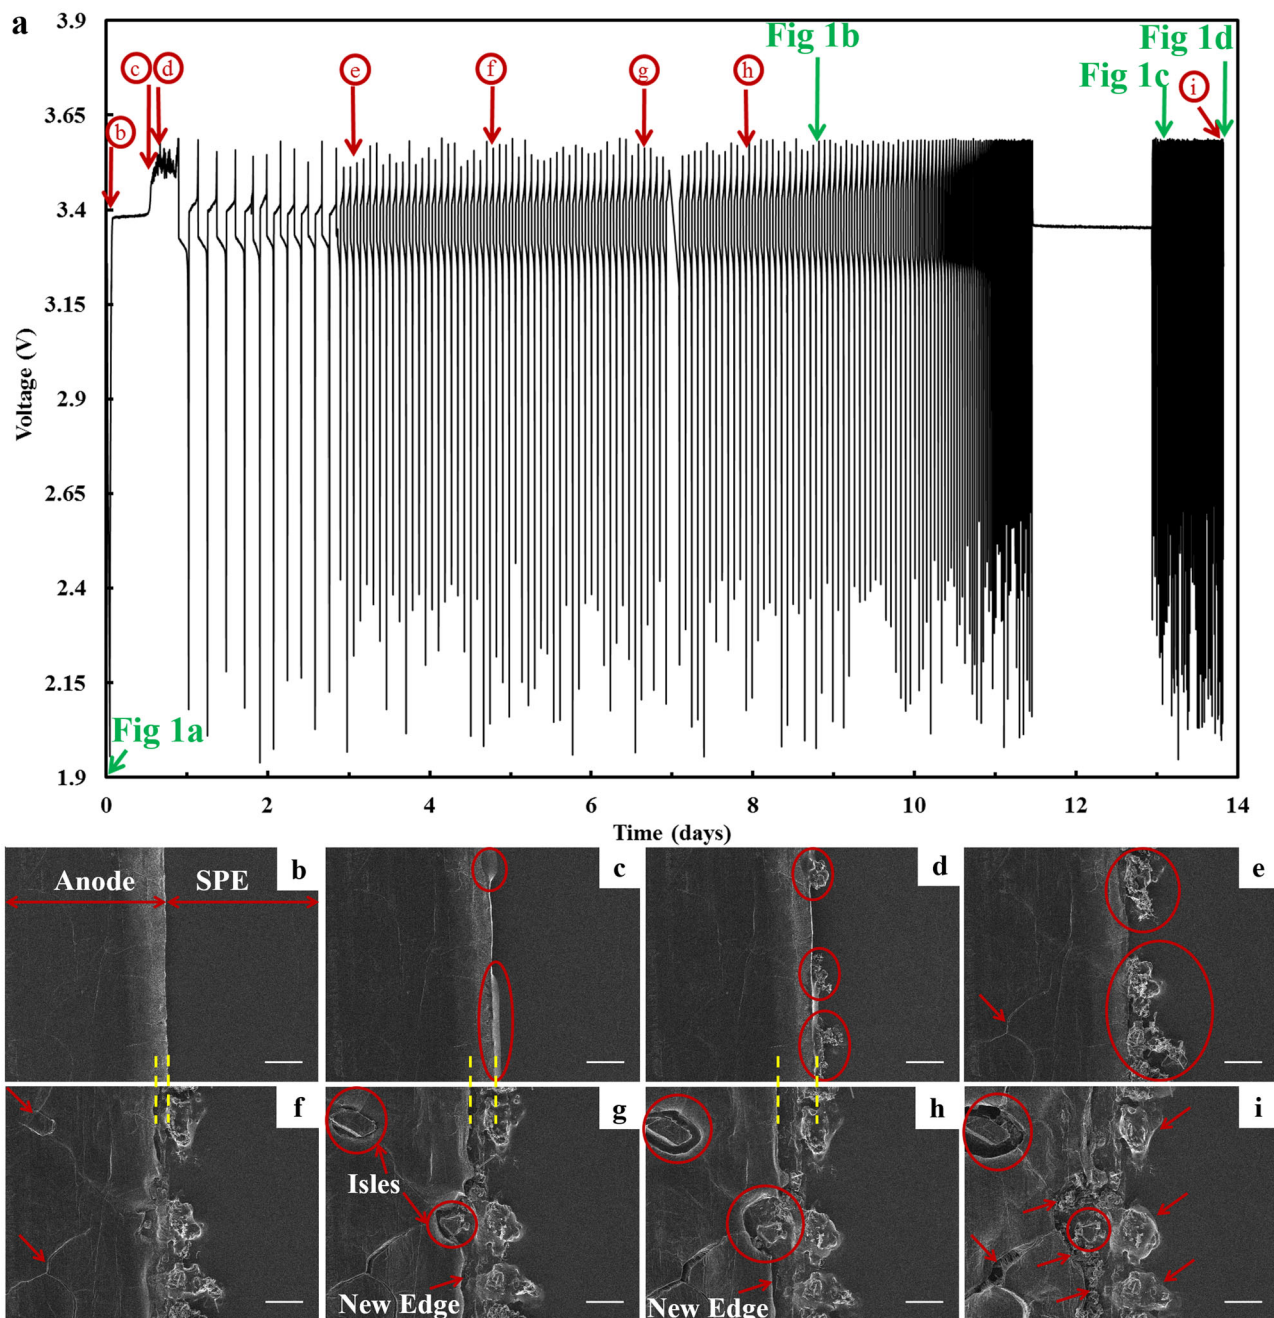 a
3.9
3.65
3.4
3.15
2.9
2.65
2.4
2.15
1.9
Voltage (V)
b
c
d
e
f
g
h
i
Fig 1a
Fig 1b
Fig 1c
Fig 1d
0
2
4
6
8
10
12
14
Time (days)
Anode
SPE
b
c
d
e
f
Isles
New Edge
g
New Edge
h
i